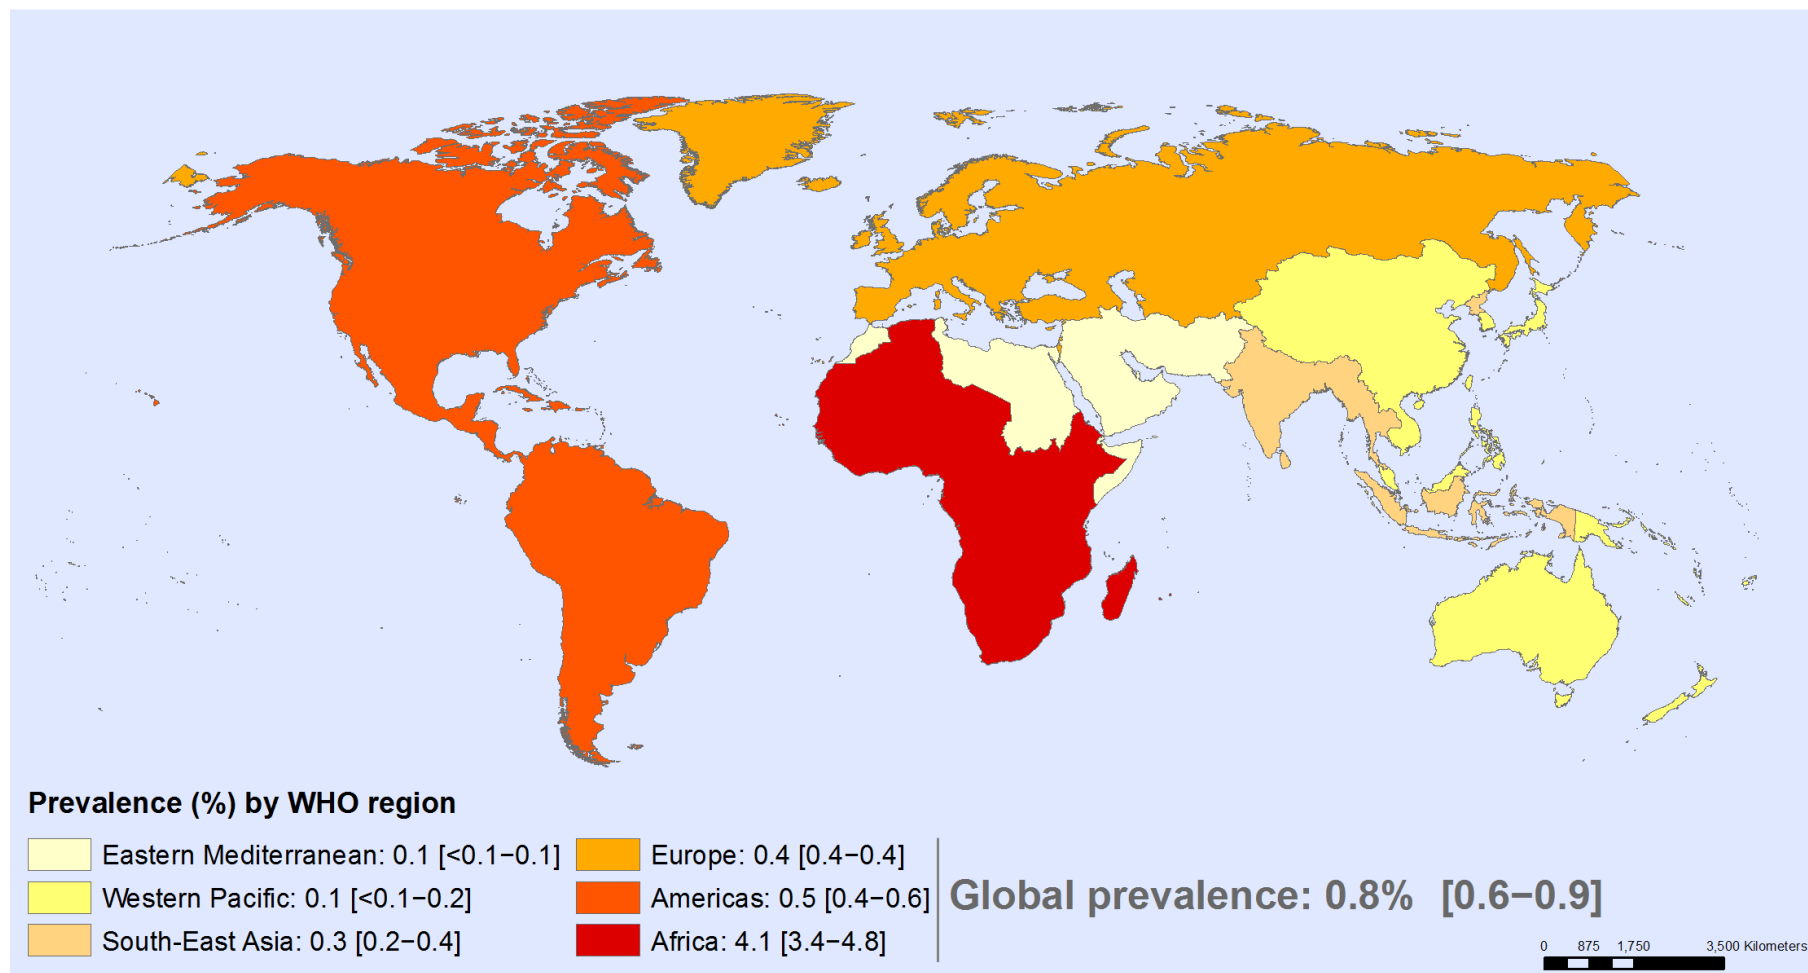 Prevalence (%) by WHO region
Eastern Mediterranean: 0.1 [<0.1−0.1]
Western Pacific: 0.1 [<0.1−0.2]
South-East Asia: 0.3 [0.2−0.4]
Europe: 0.4 [0.4−0.4]
Americas: 0.5 [0.4−0.6]
Africa: 4.1 [3.4−4.8]
Global prevalence: 0.8% [0.6−0.9]
0 875 1,750 3,500 Kilometers